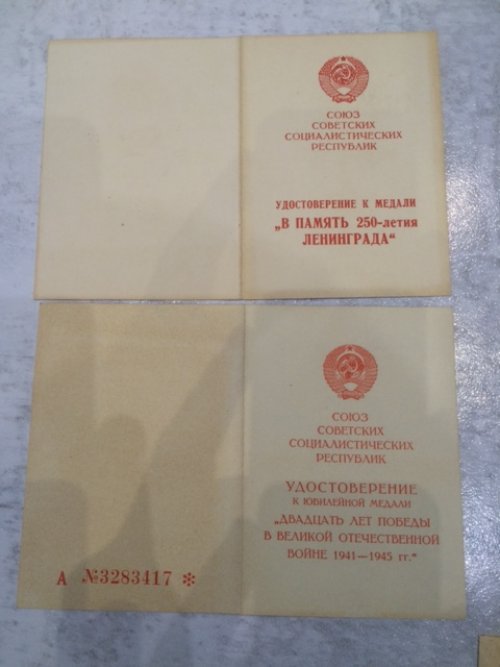 СОЮЗ
СОВЕТСКИХ
СОЦИАЛИСТИЧЕСКИХ
РЕСПУБЛИК
УДОСТОВЕРЕНИЕ К МЕДАЛИ
„В ПАМЯТЬ 250-летия
ЛЕНИНГРАДА“
СОЮЗ
СОВЕТСКИХ
СОЦИАЛИСТИЧЕСКИХ
РЕСПУБЛИК
УДОСТОВЕРЕНИЕ
К ЮБИЛЕЙНОЙ МЕДАЛИ
„ДВАДЦАТЬ ЛЕТ ПОБЕДЫ
В ВЕЛИКОЙ ОТЕЧЕСТВЕННОЙ
ВОЙНЕ 1941—1945 гг.“
А №3283417 *